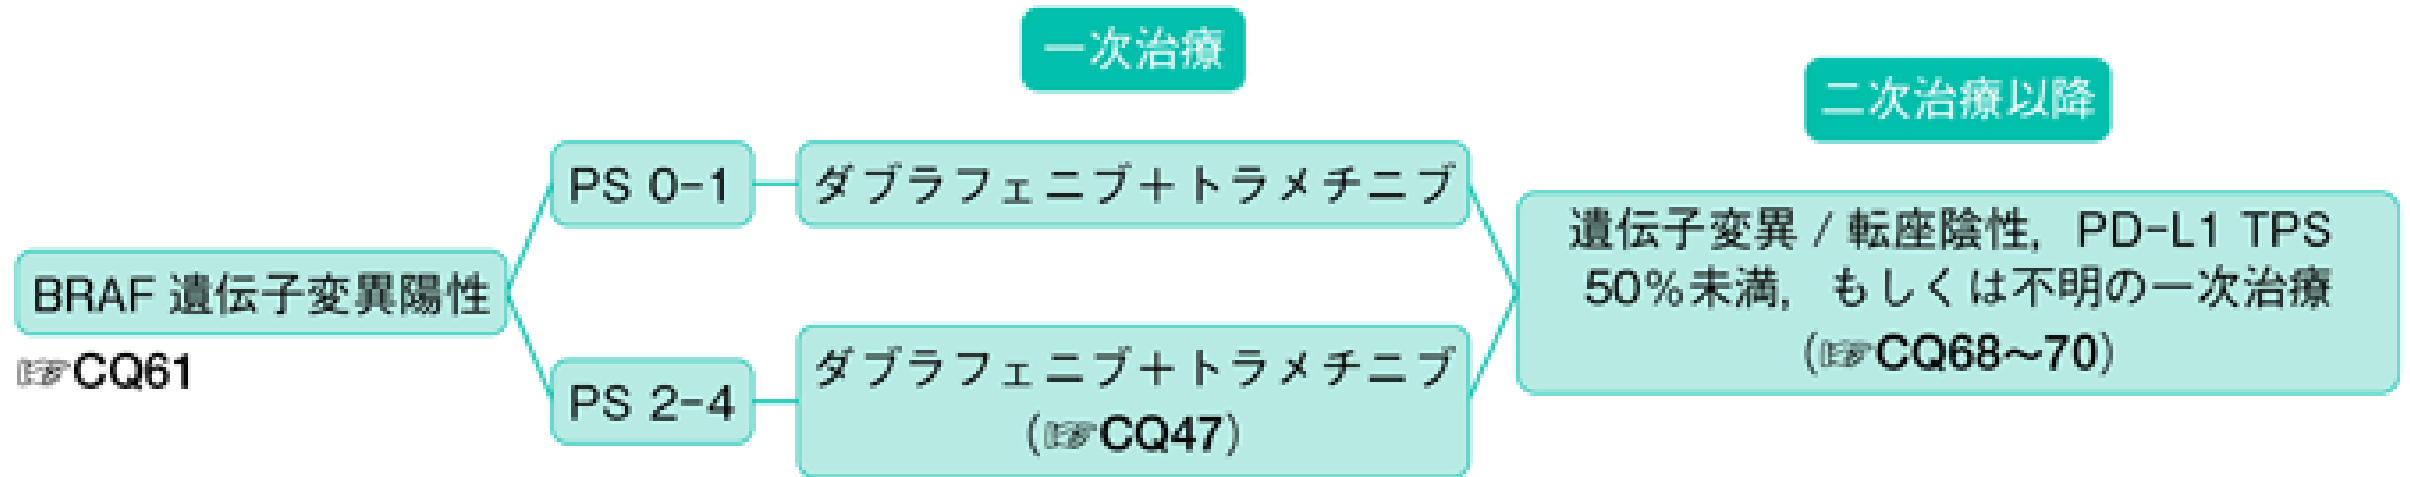 一次治療
二次治療以降
PS 0-1
ダブラフェニブ＋トラメチニブ
BRAF 遺伝子変異陽性
☞CQ61
PS 2-4
ダブラフェニブ＋トラメチニブ
(☞CQ47)
遺伝子変異 / 転座陰性，PD-L1 TPS
50％未満，もしくは不明の一次治療
(☞CQ68〜70)